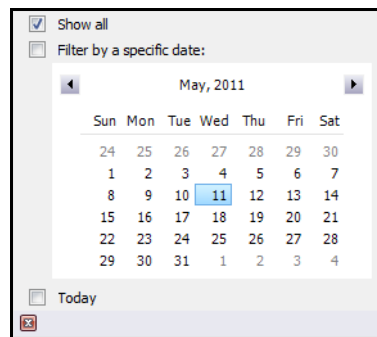 Show all
Filter by a specific date:
May, 2011
Sun Mon Tue Wed Thu Fri Sat
24 25 26 27 28 29 30
1 2 3 4 5 6 7
8 9 10 11 12 13 14
15 16 17 18 19 20 21
22 23 24 25 26 27 28
29 30 31 1 2 3 4
Today